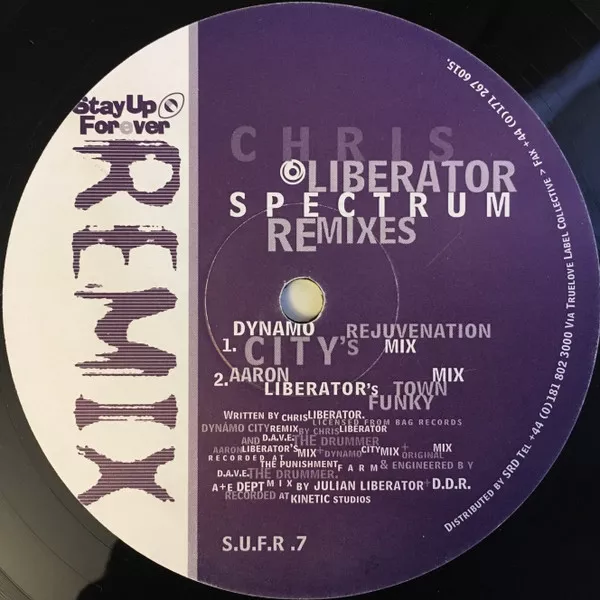 Stay Up
Forever
REMIX
CHRIS
LIBERATOR
SPECTRUM
REMIXES
1. DYNAMO CITY's REJUVENATION MIX
2. AARON LIBERATOR's FUNKY TOWN MIX
WRITTEN BY CHRIS LIBERATOR.
LICENSED FROM BAG RECORDS
DYNAMO CITY REMIX BY CHRIS LIBERATOR
AND D.A.V.E. THE DRUMMER
AARON LIBERATOR'S MIX + DYNAMO CITY MIX + ORIGINAL MIX
RECORDED AT THE PUNISHMENT FARM & ENGINEERED BY
D.A.V.E. THE DRUMMER.
A+E DEPT MIX BY JULIAN LIBERATOR + D.D.R.
RECORDED AT KINETIC STUDIOS
S.U.F.R .7
DISTRIBUTED BY SRD TEL +44 (0)181 802 3000 VIA TRUELOVE LABEL COLLECTIVE > FAX +44 (0)171 267 6015.